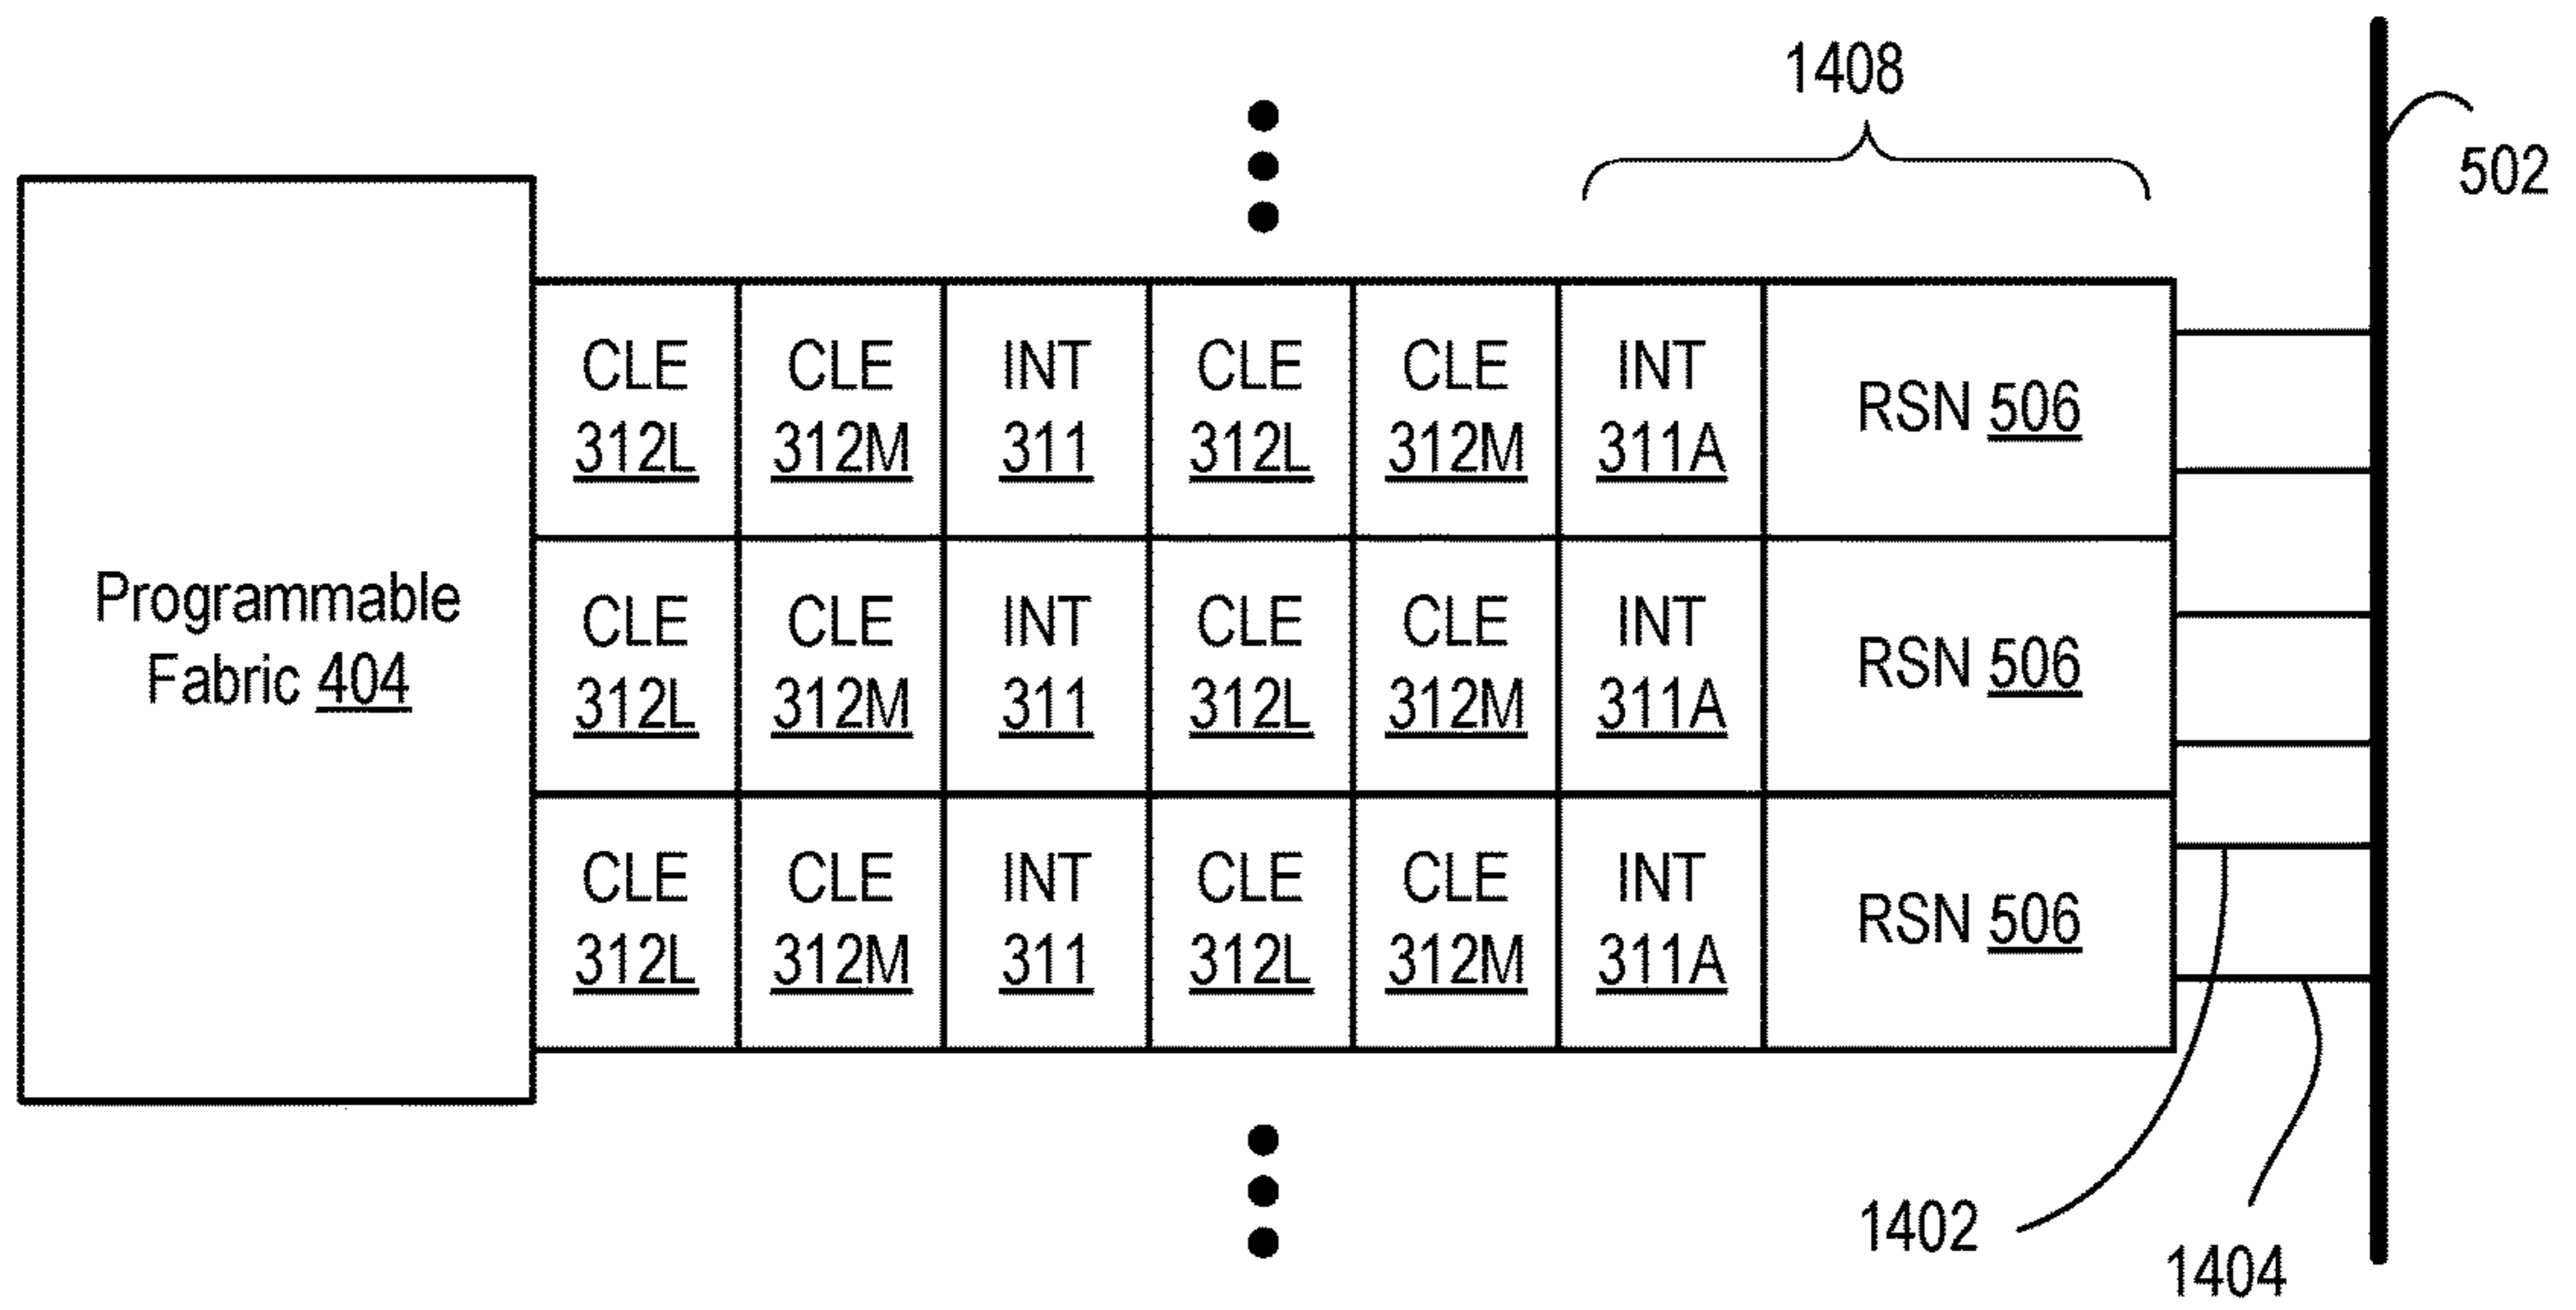 1408
502
Programmable
Fabric 404
CLE CLE INT CLE CLE INT
312L 312M 311 312L 312M 311A
RSN 506
CLE CLE INT CLE CLE INT
312L 312M 311 312L 312M 311A
RSN 506
CLE CLE INT CLE CLE INT
312L 312M 311 312L 312M 311A
RSN 506
1402
1404